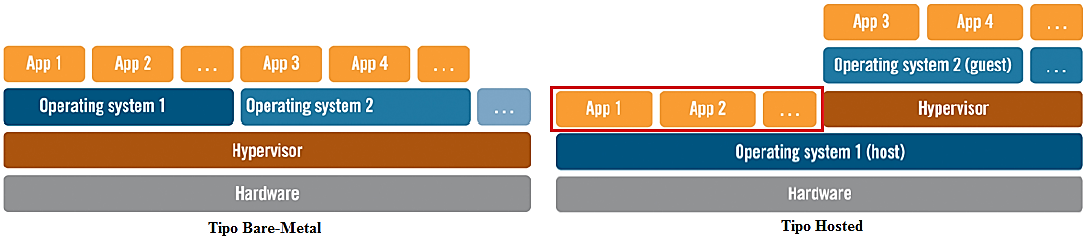 App 1 App 2 ... App 3 App 4 ...
Operating system 1 Operating system 2 ...
Hypervisor
Hardware
Tipo Bare-Metal
App 3 App 4 ...
Operating system 2 (guest) ...
App 1 App 2 ... Hypervisor
Operating system 1 (host)
Hardware
Tipo Hosted